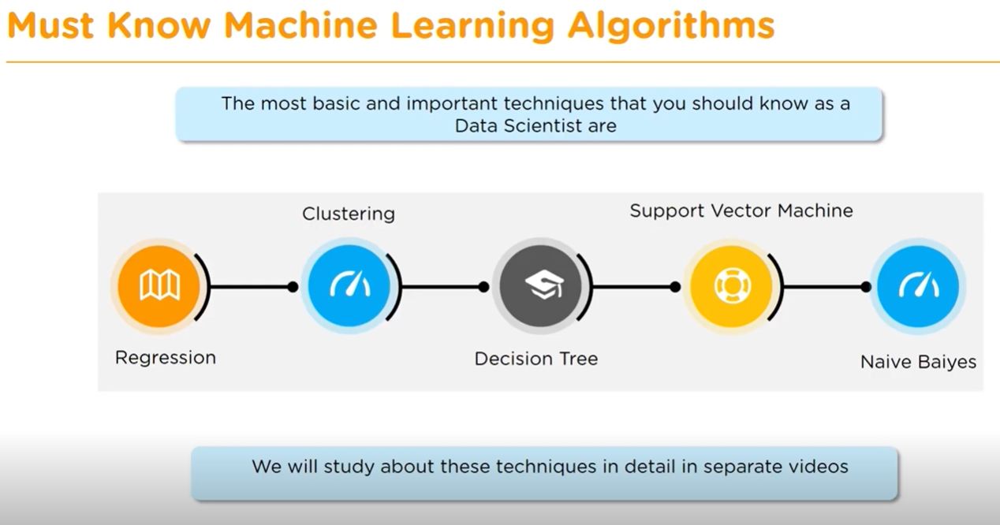 Must Know Machine Learning Algorithms
The most basic and important techniques that you should know as a
Data Scientist are
Clustering
Support Vector Machine
Regression
Decision Tree
Naive Baiyes
We will study about these techniques in detail in separate videos